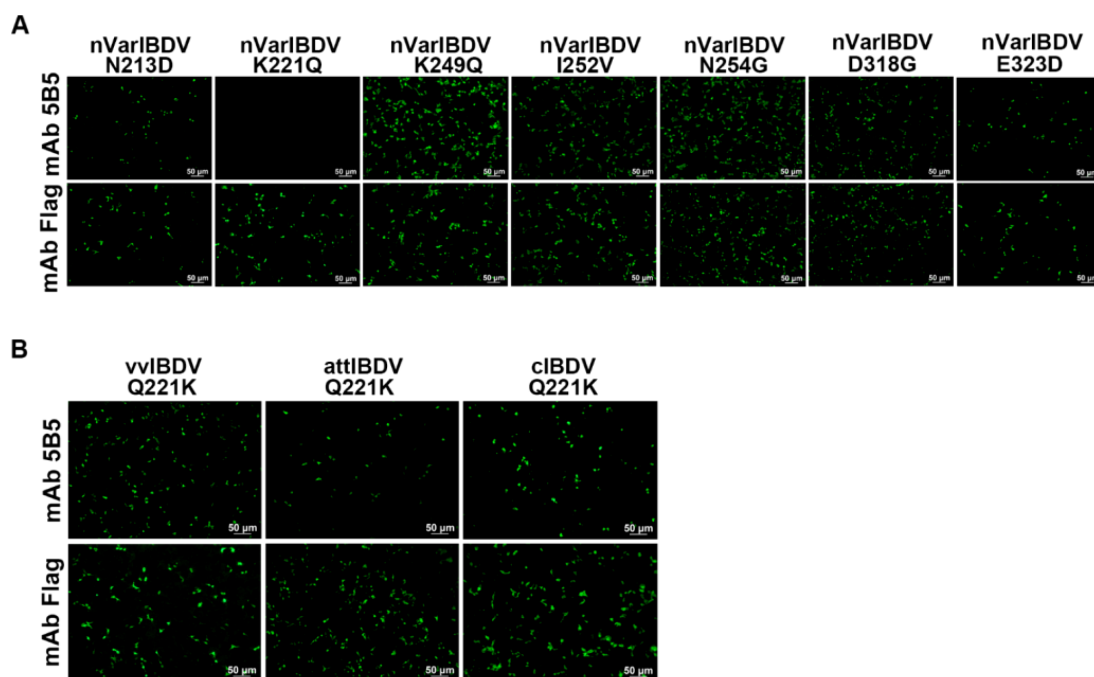 A
nVarIBDV N213D
nVarIBDV K221Q
nVarIBDV K249Q
nVarIBDV I252V
nVarIBDV N254G
nVarIBDV D318G
nVarIBDV E323D
mAb 5B5
50 µm
50 µm
50 µm
50 µm
50 µm
50 µm
50 µm
mAb Flag
50 µm
50 µm
50 µm
50 µm
50 µm
50 µm
50 µm
B
vvIBDV Q221K
attIBDV Q221K
cIBDV Q221K
mAb 5B5
50 µm
50 µm
50 µm
mAb Flag
50 µm
50 µm
50 µm